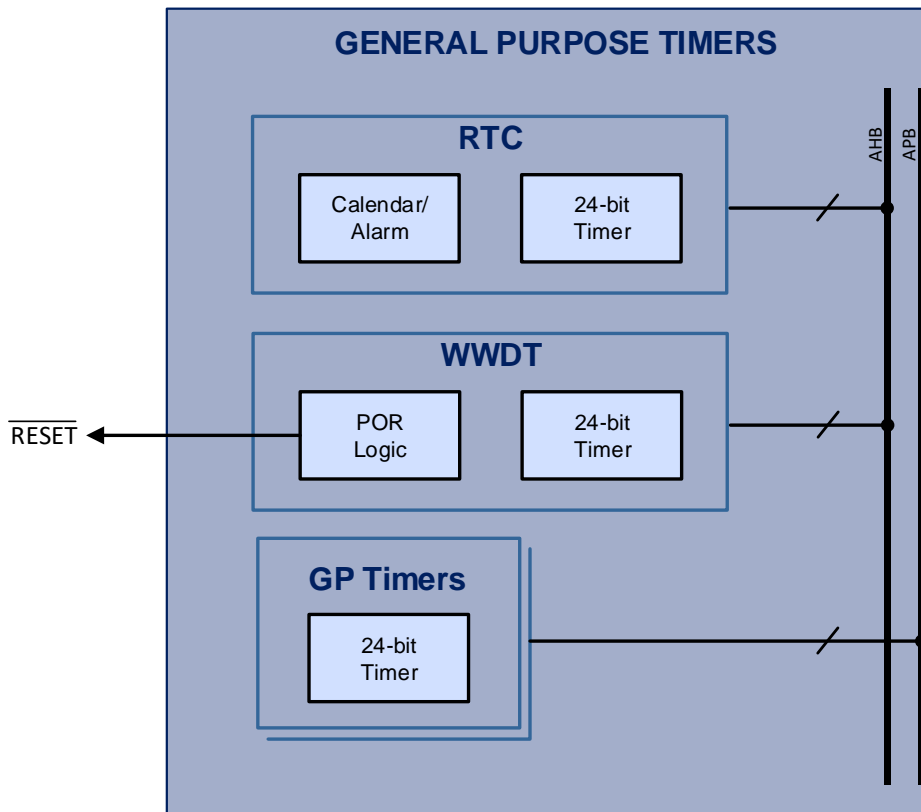 GENERAL PURPOSE TIMERS
AHB
APB
RTC
Calendar/
Alarm
24-bit
Timer
WWDT
RESET
POR
Logic
24-bit
Timer
GP Timers
24-bit
Timer